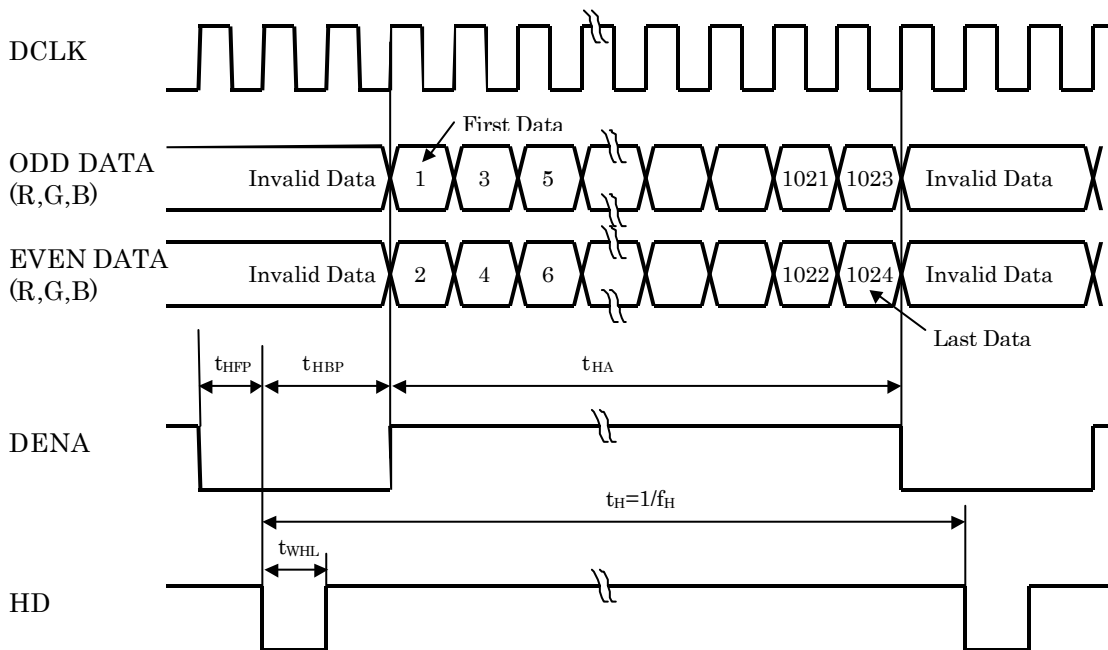 DCLK
First Data
ODD DATA
(R,G,B)
Invalid Data 1 3 5 1021 1023 Invalid Data
EVEN DATA
(R,G,B)
Invalid Data 2 4 6 1022 1024 Invalid Data
Last Data
tHFP tHBP tHA
DENA
tH=1/fH
tWHL
HD